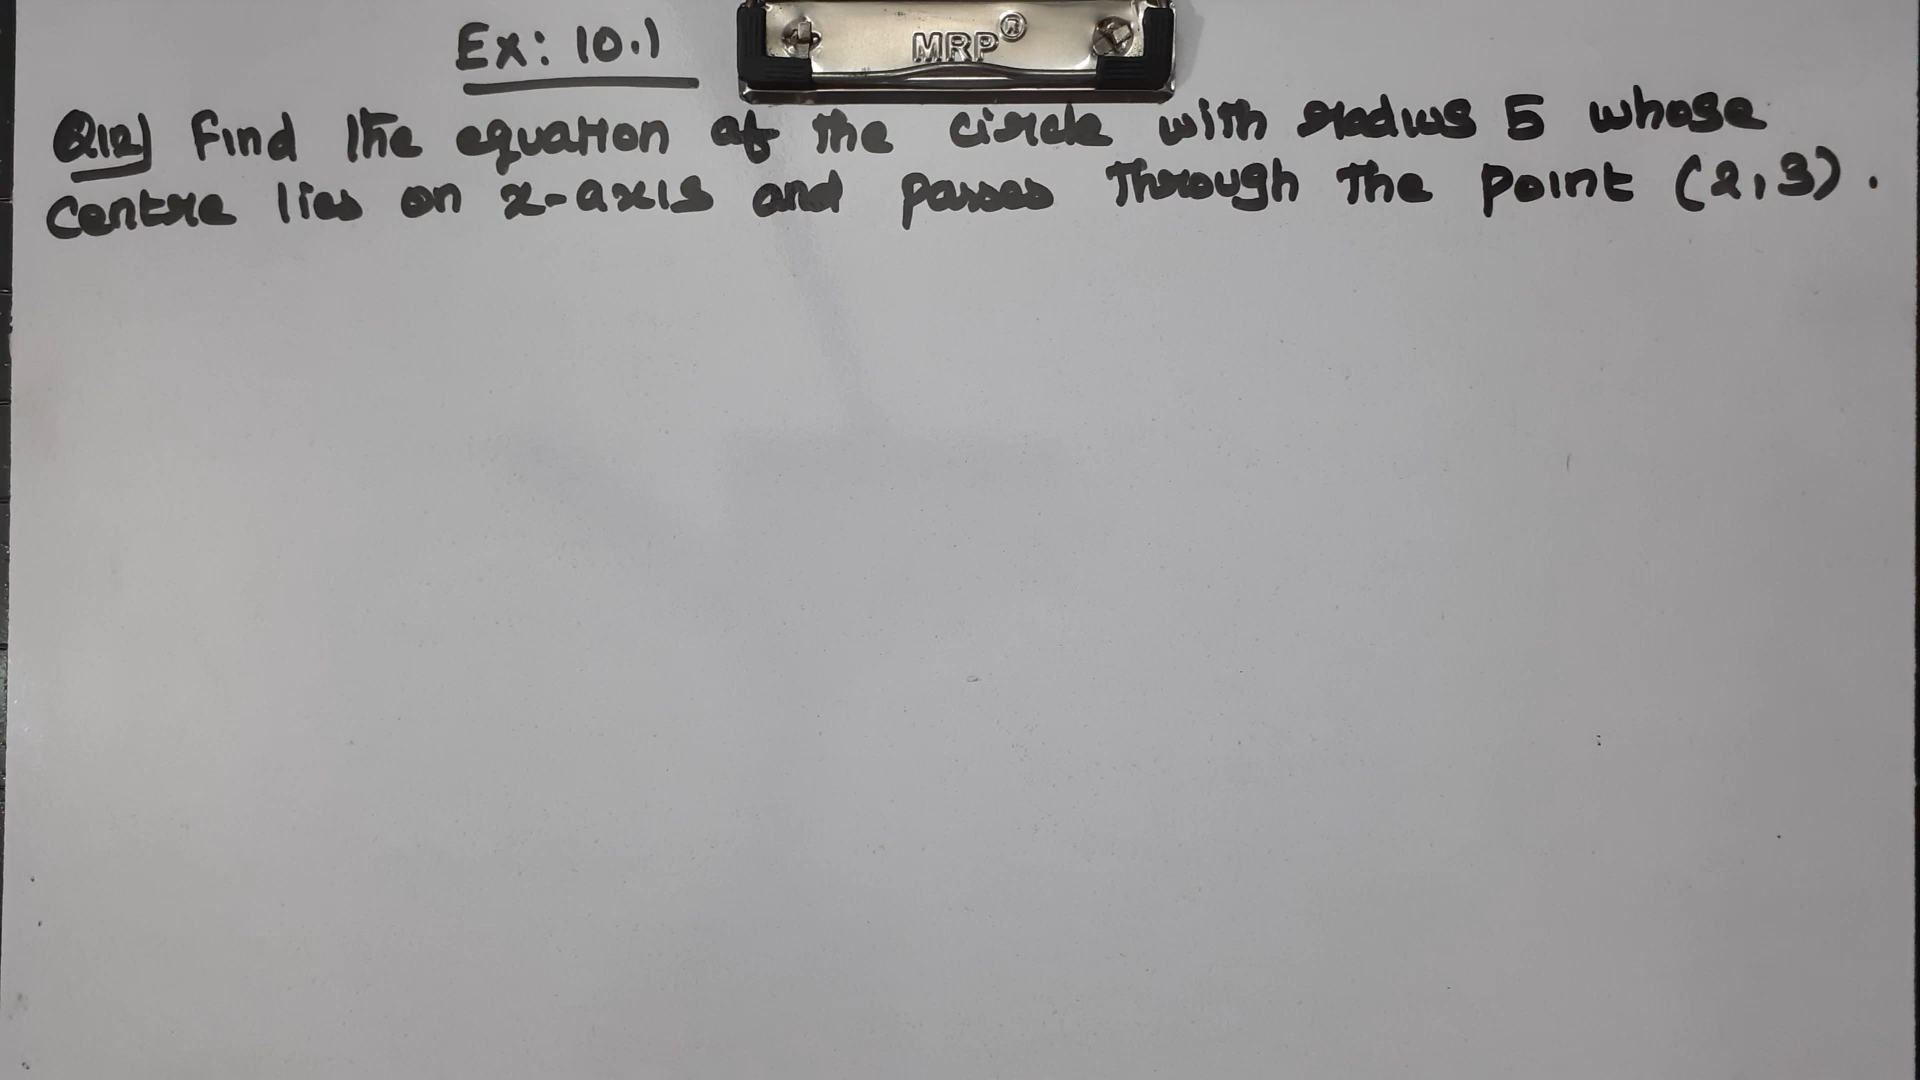 Ex: 10.1
MRP®
Q12) Find the equation of the circle with radius 5 whose
centre lies on x-axis and passes through the point (2,3).